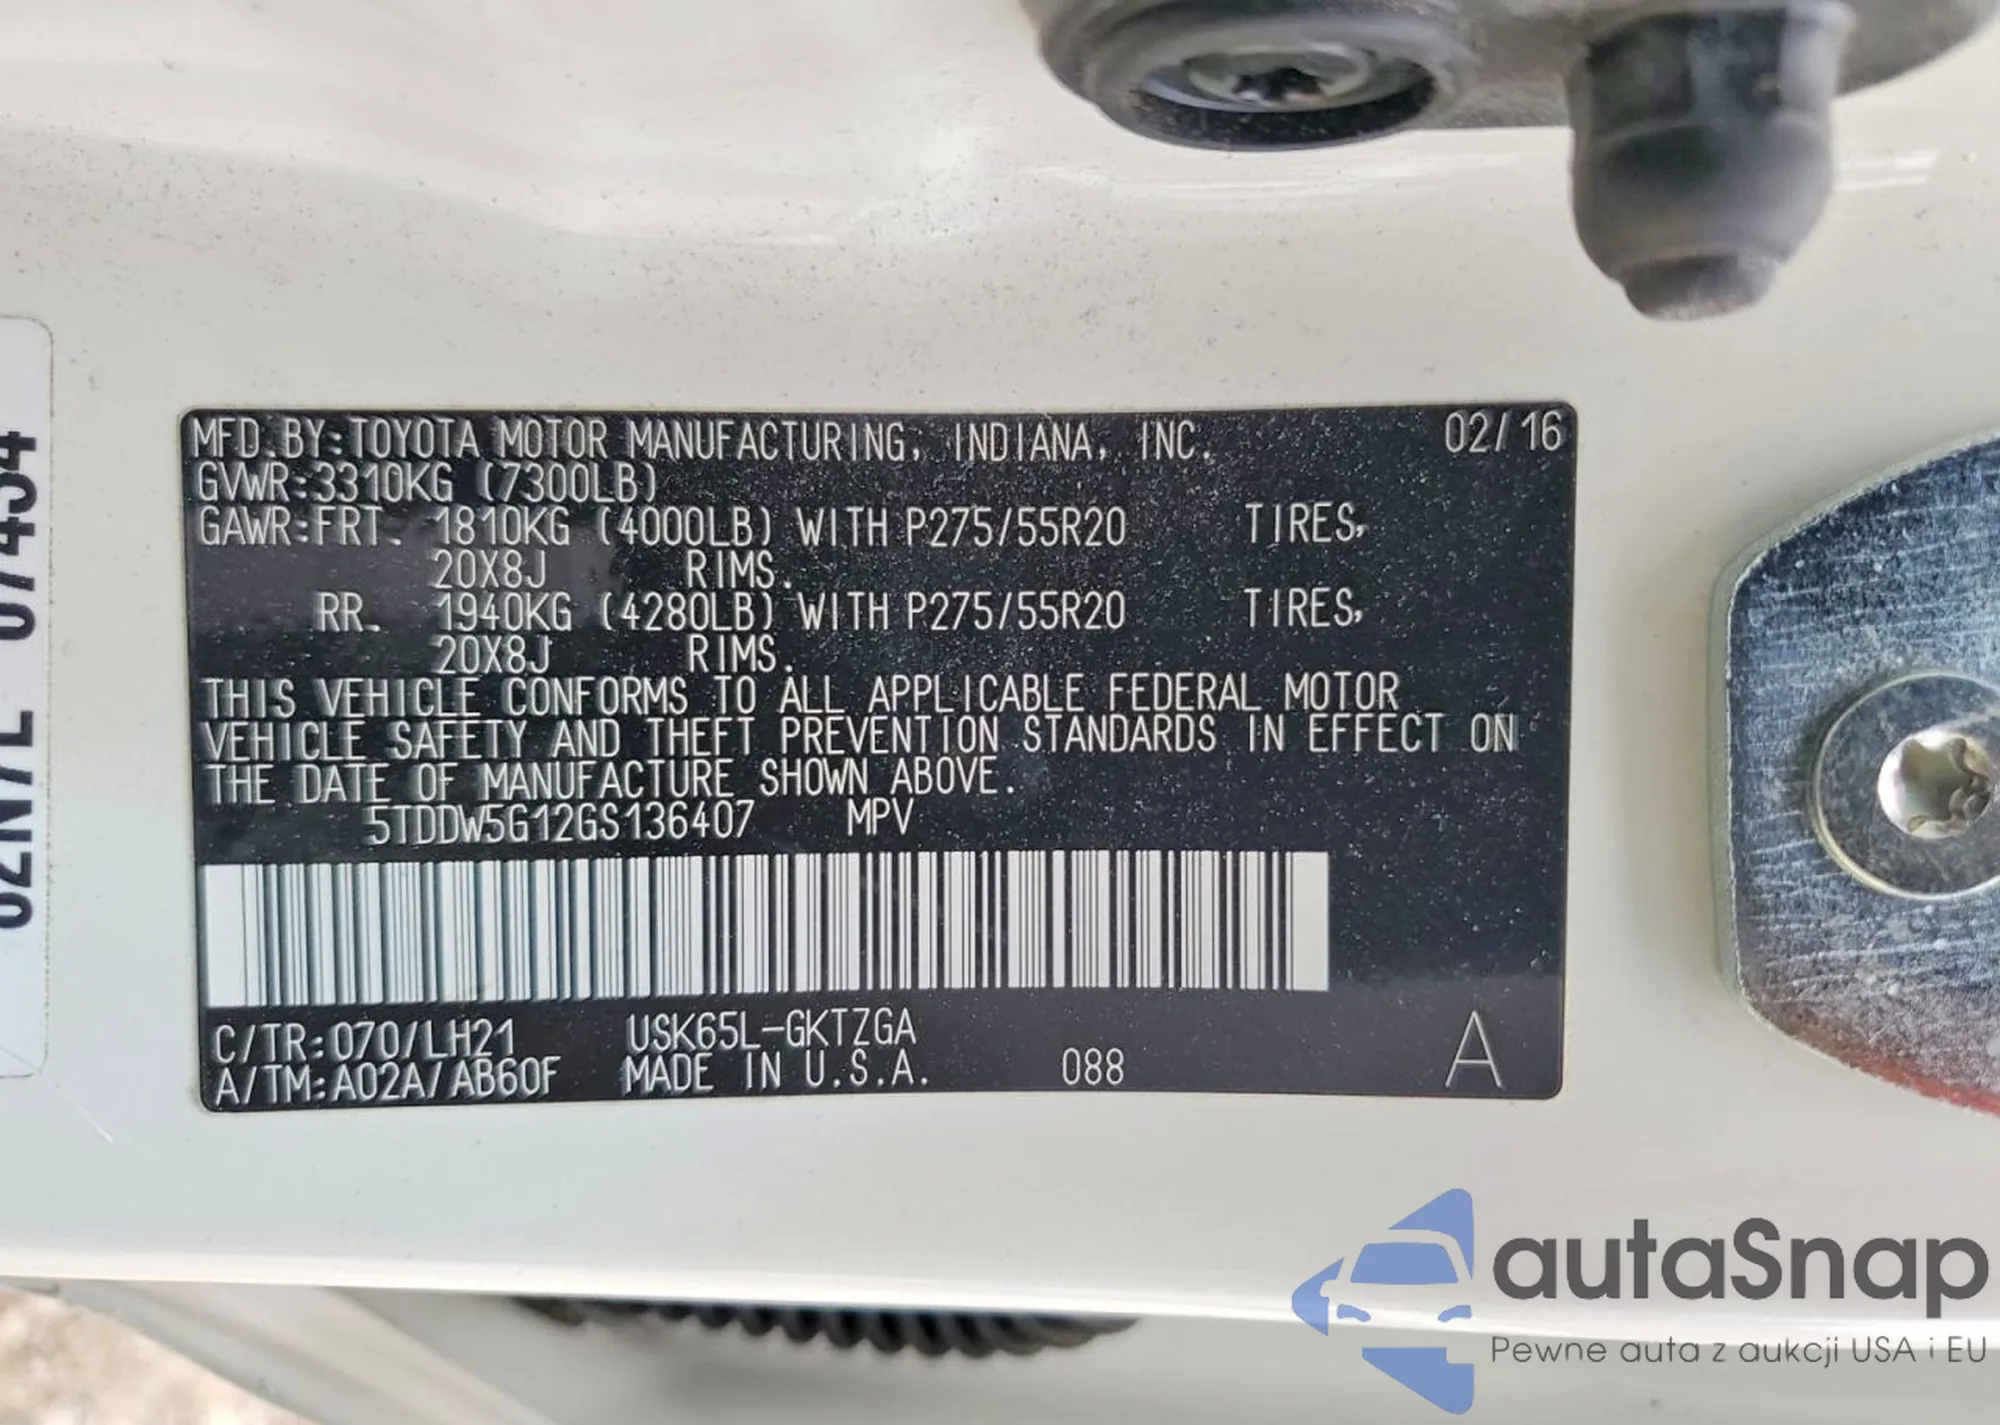 MFD.BY:TOYOTA MOTOR MANUFACTURING, INDIANA, INC. 02/16
GVWR:3310KG (7300LB)
GAWR:FRT. 1810KG (4000LB) WITH P275/55R20 TIRES,
20X8J RIMS.
RR. 1940KG (4280LB) WITH P275/55R20 TIRES,
20X8J RIMS.
THIS VEHICLE CONFORMS TO ALL APPLICABLE FEDERAL MOTOR
VEHICLE SAFETY AND THEFT PREVENTION STANDARDS IN EFFECT ON
THE DATE OF MANUFACTURE SHOWN ABOVE.
5TDDW5G12GS136407 MPV
C/TR:070/LH21 USK65L-GKTZGA
A/TM:A02A/AB60F MADE IN U.S.A. 088 A
autaSnap
Pewne auta z aukcji USA i EU